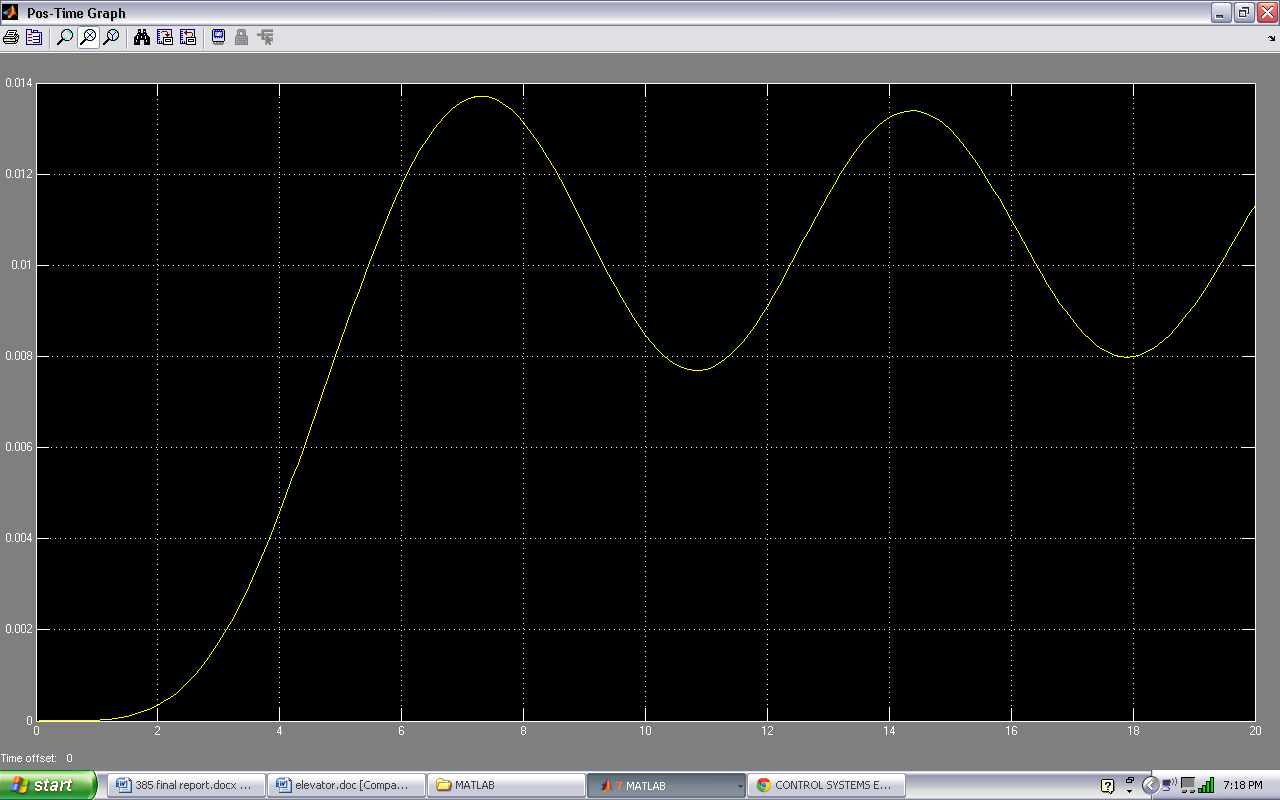 Pos-Time Graph
0.014
0.012
0.01
0.008
0.006
0.004
0.002
0
0 2 4 6 8 10 12 14 16 18 20
Time offset: 0
start 385 final report.docx ... elevator.doc [Compa... MATLAB 7 MATLAB CONTROL SYSTEMS E... 7:18 PM